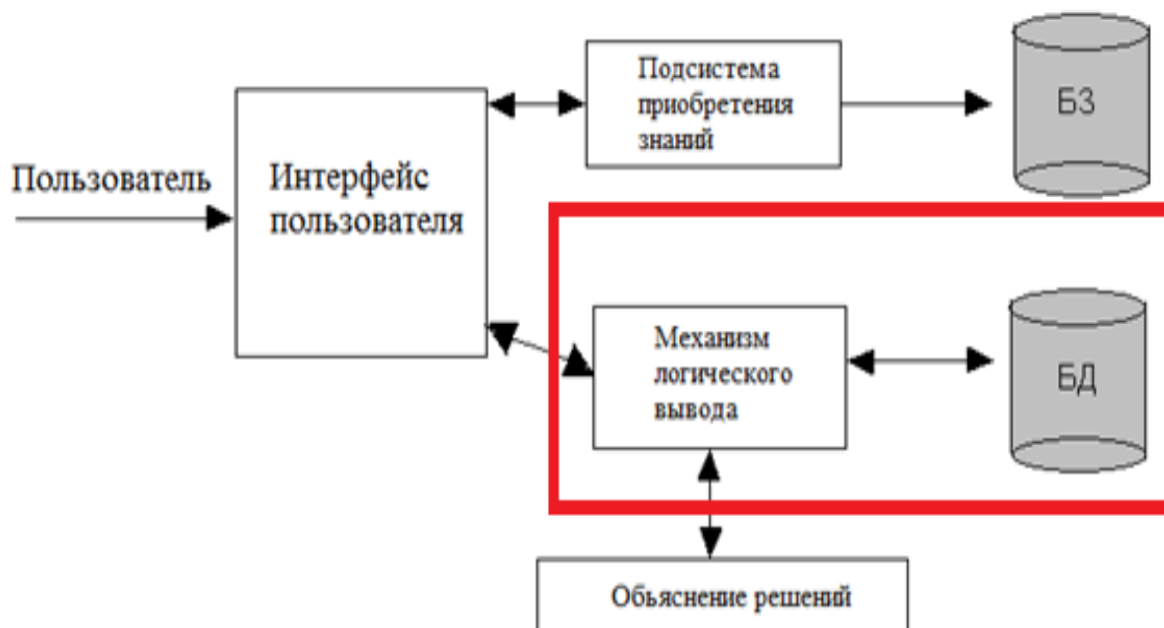 Подсистема
приобретения
знаний
БЗ
Пользователь
Интерфейс
пользователя
Механизм
логического
вывода
БД
Обьяснение решений